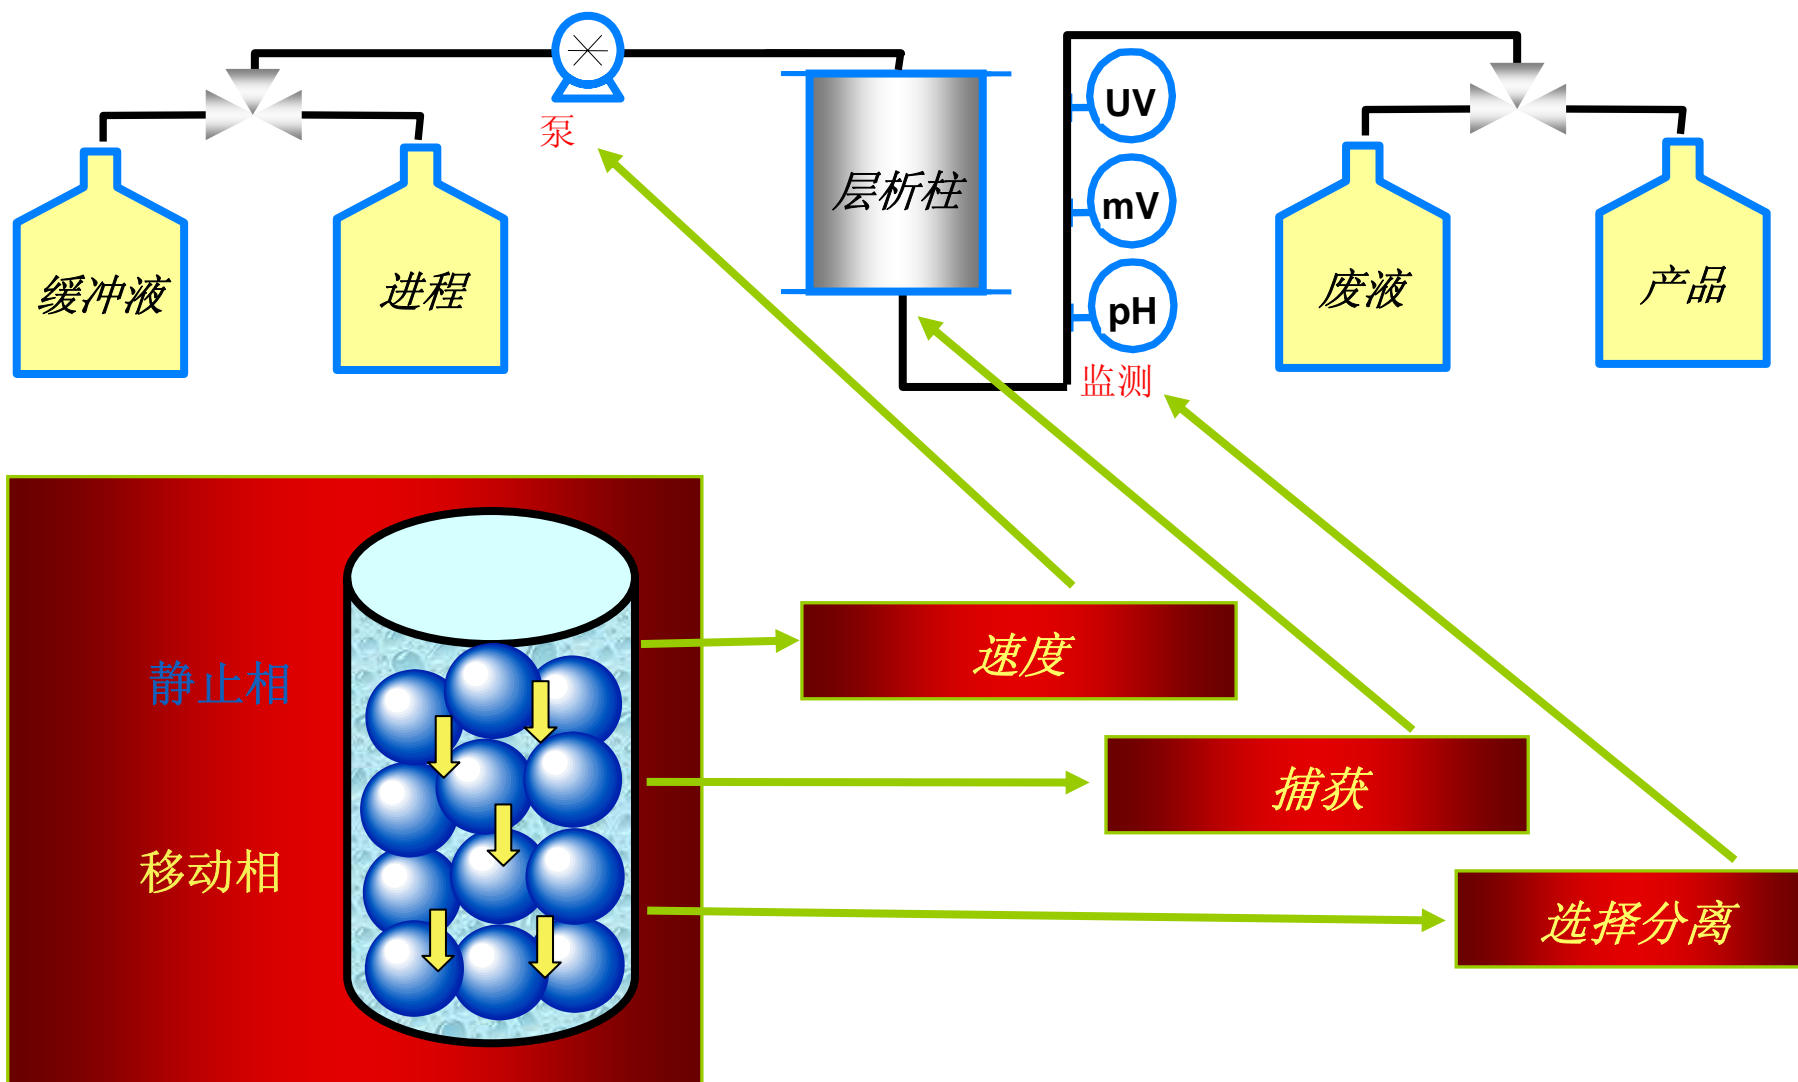 UV
泵
层析柱
mV
缓冲液
进程
pH
废液
产品
监测
静止相
速度
捕获
移动相
选择分离